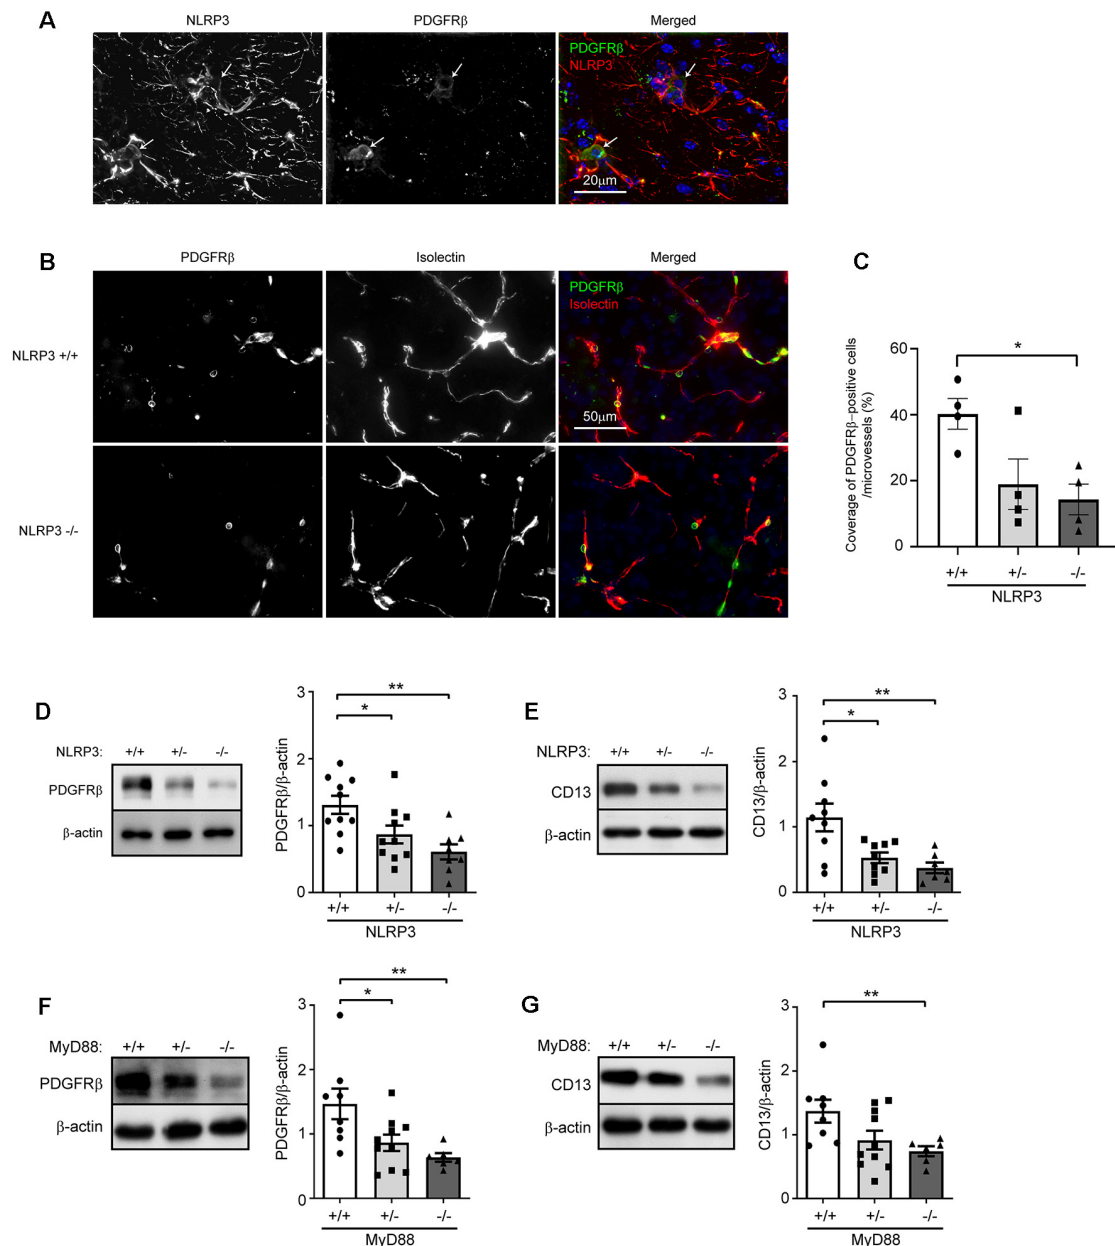 A
NLRP3 PDGFRβ Merged
PDGFRβ
NLRP3
20μm
B
PDGFRβ Isolectin Merged
NLRP3 +/+
PDGFRβ
Isolectin
50μm
NLRP3 -/-
C
Coverage of PDGFRβ-positive cells
/microvessels (%)
60
40
20
0
*
+/+ +/- -/-
NLRP3
D
NLRP3: +/+ +/- -/-
PDGFRβ
β-actin
PDGFRβ/β-actin
3
2
1
0
**
*
+/+ +/- -/-
NLRP3
E
NLRP3: +/+ +/- -/-
CD13
β-actin
CD13/β-actin
3
2
1
0
**
*
+/+ +/- -/-
NLRP3
F
MyD88: +/+ +/- -/-
PDGFRβ
β-actin
PDGFRβ/β-actin
3
2
1
0
**
*
+/+ +/- -/-
MyD88
G
MyD88: +/+ +/- -/-
CD13
β-actin
CD13/β-actin
3
2
1
0
**
+/+ +/- -/-
MyD88